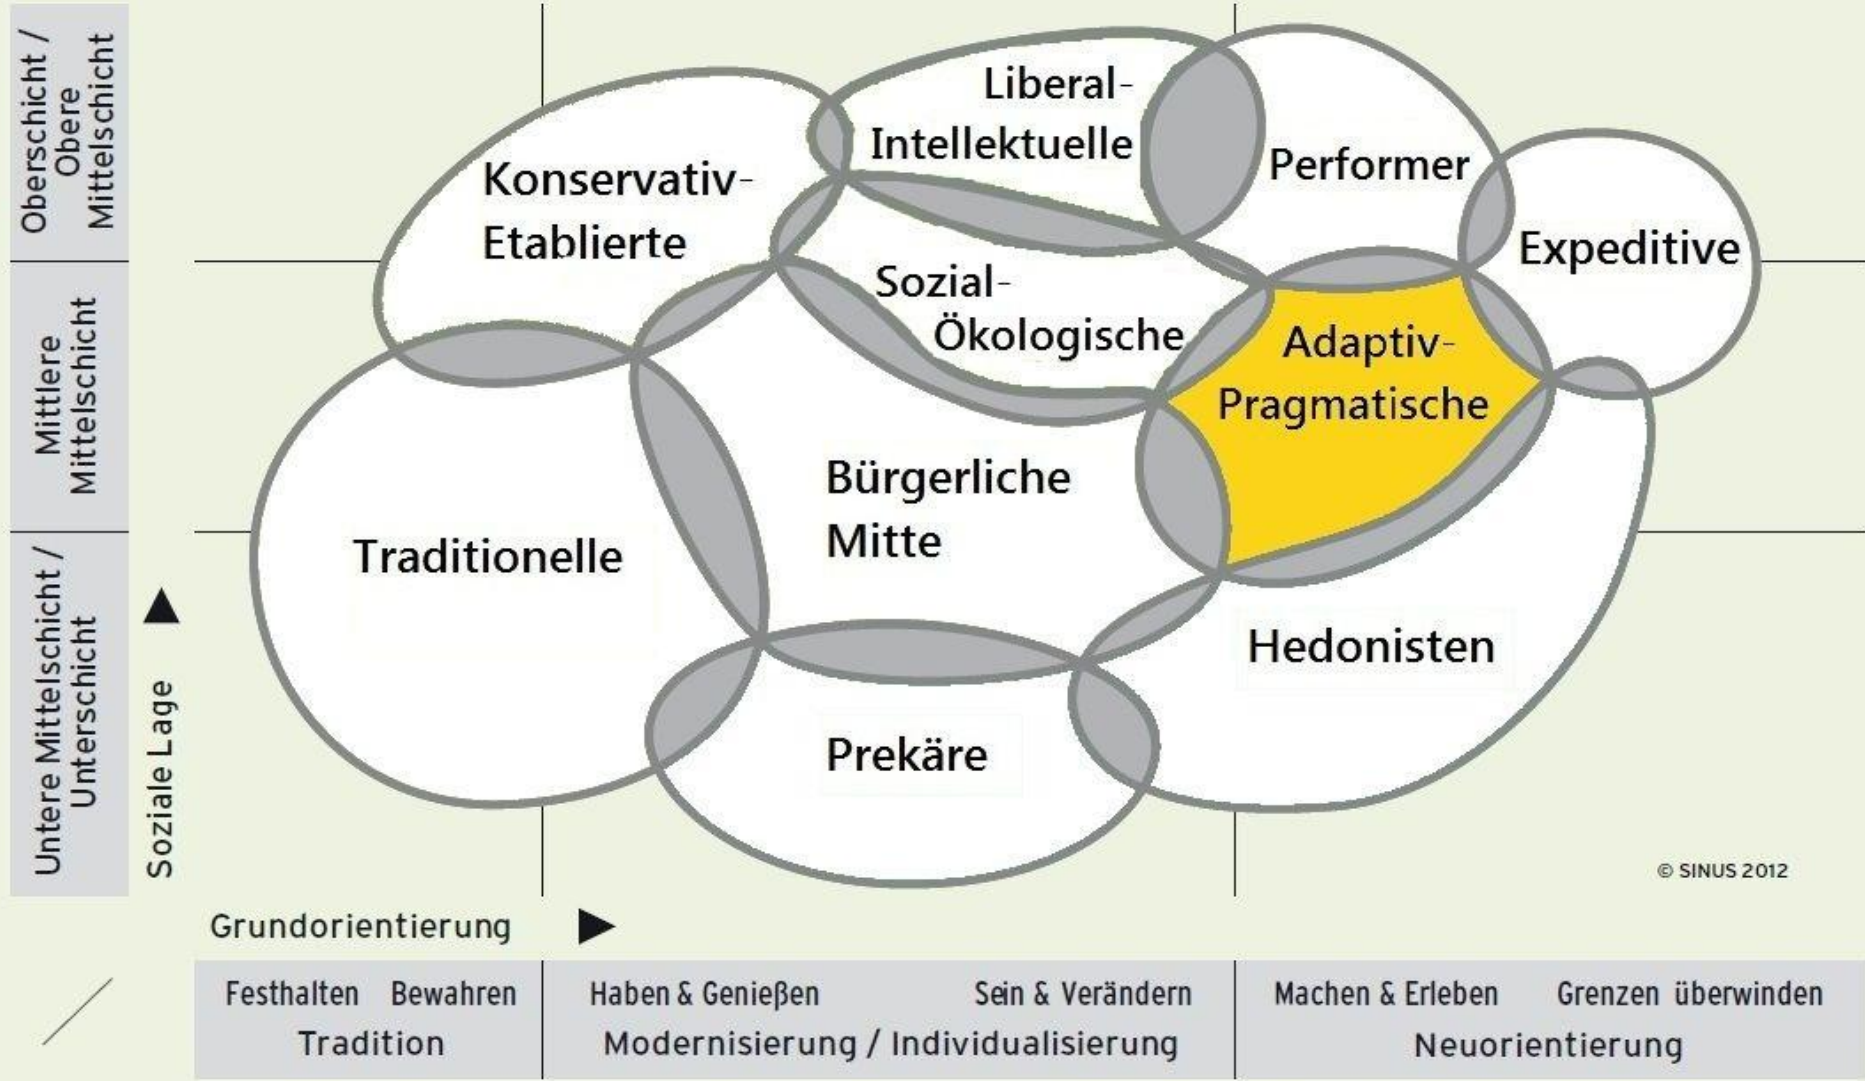 Oberschicht /
Obere
Mittelschicht
Mittlere
Mittelschicht
Untere Mittelschicht /
Unterschicht
Soziale Lage
Liberal-
Intellektuelle
Performer
Konservativ-
Etablierte
Expeditive
Sozial-
Ökologische
Adaptiv-
Pragmatische
Bürgerliche
Mitte
Traditionelle
Hedonisten
Prekäre
© SINUS 2012
Grundorientierung
Festhalten Bewahren
Tradition
Haben & Genießen Sein & Verändern
Modernisierung / Individualisierung
Machen & Erleben Grenzen überwinden
Neuorientierung